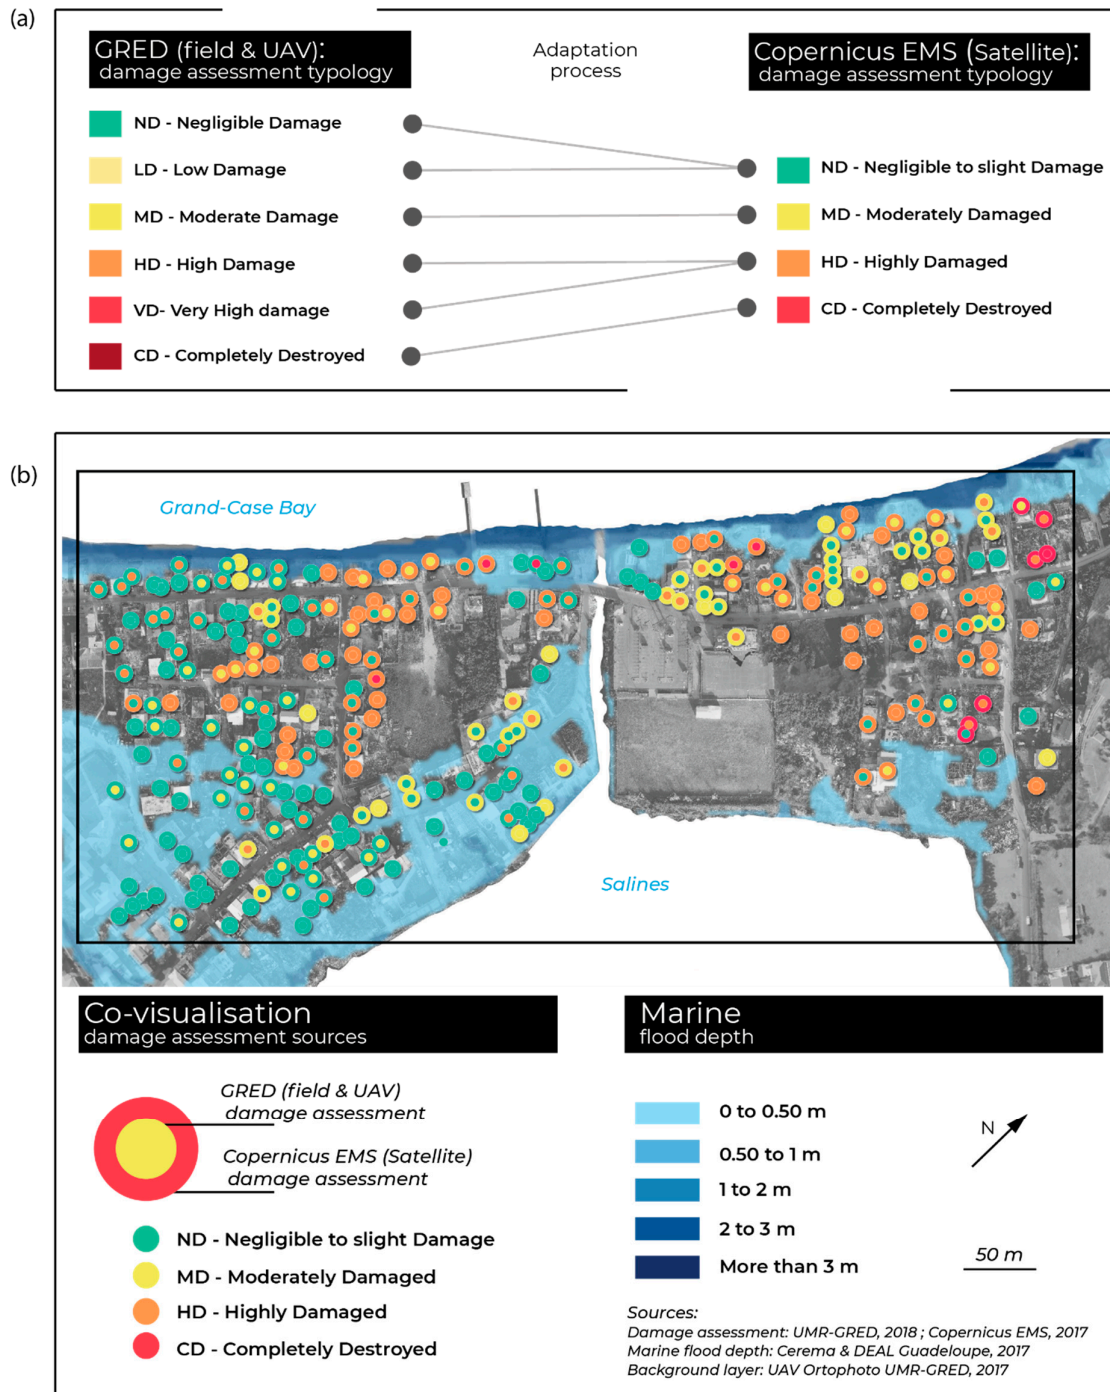 (a)
GRED (field & UAV):
damage assessment typology
Adaptation
process
Copernicus EMS (Satellite):
damage assessment typology
ND - Negligible Damage
LD - Low Damage
MD - Moderate Damage
HD - High Damage
VD- Very High damage
CD - Completely Destroyed
ND - Negligible to slight Damage
MD - Moderately Damaged
HD - Highly Damaged
CD - Completely Destroyed
(b)
Grand-Case Bay
Salines
Co-visualisation
damage assessment sources
GRED (field & UAV)
damage assessment
Copernicus EMS (Satellite)
damage assessment
ND - Negligible to slight Damage
MD - Moderately Damaged
HD - Highly Damaged
CD - Completely Destroyed
Marine
flood depth
0 to 0.50 m
0.50 to 1 m
1 to 2 m
2 to 3 m
More than 3 m
N
50 m
Sources:
Damage assessment: UMR-GRED, 2018 ; Copernicus EMS, 2017
Marine flood depth: Cerema & DEAL Guadeloupe, 2017
Background layer: UAV Ortophoto UMR-GRED, 2017